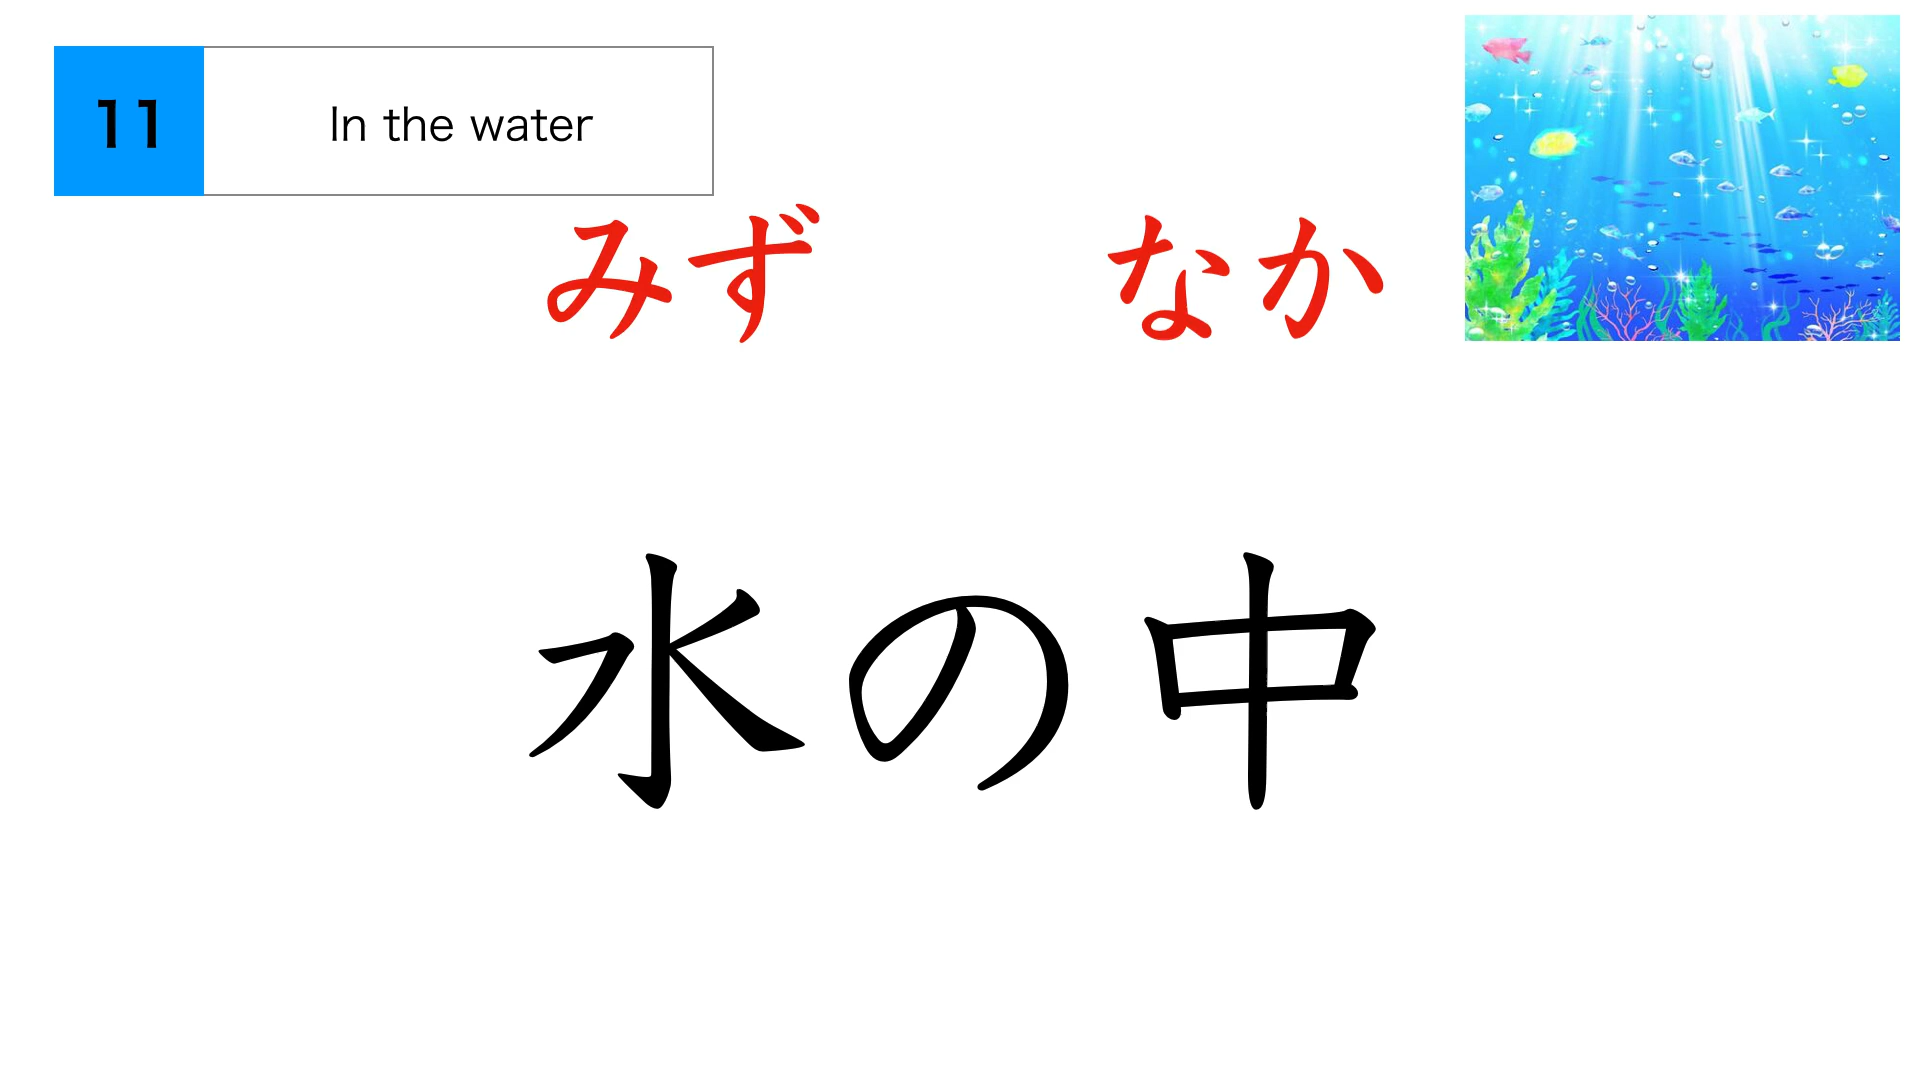 11 In the water
みず なか
水の中